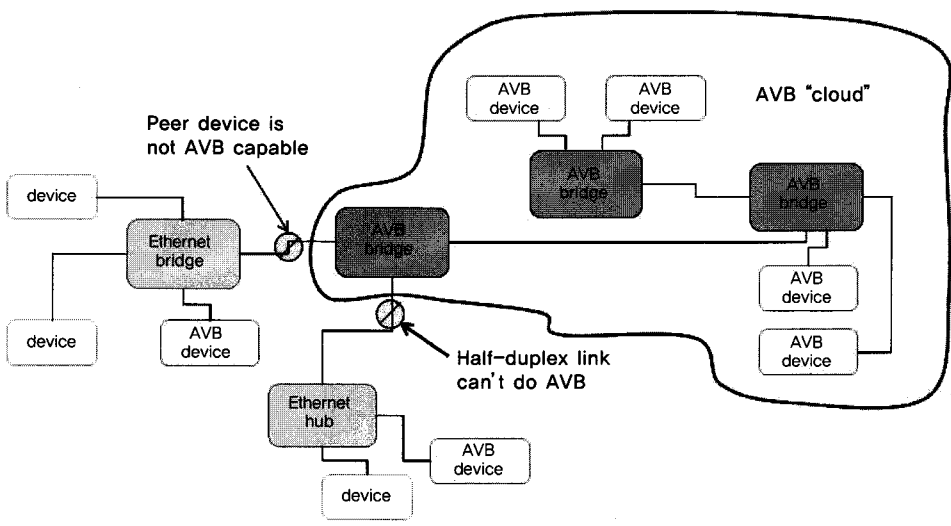 AVB
device
AVB
device
AVB "cloud"
Peer device is
not AVB capable
AVB
bridge
AVB
bridge
device
Ethernet
bridge
AVB
bridge
AVB
device
device
AVB
device
AVB
device
Half-duplex link
can't do AVB
Ethernet
hub
AVB
device
device